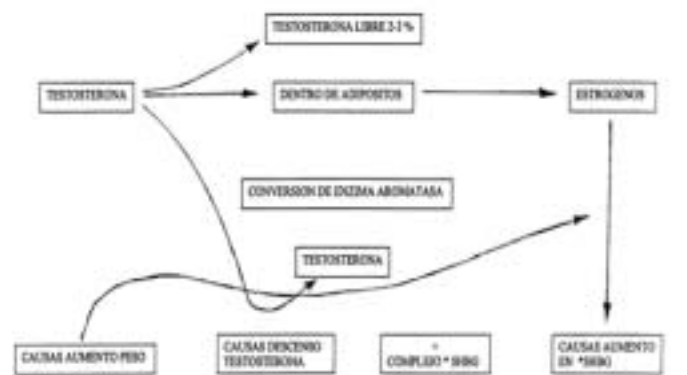 TESTOSTERONA LIBRE 2-3 %
TESTOSTERONA
DENTRO DE ADIPOSITOS
ESTROGENOS
CONVERSION DE ENZIMA AROMATASA
TESTOSTERONA
CAUSAS AUMENTO PESO
CAUSAS DESCENSO
TESTOSTERONA
+
COMPLEJO * SHBG
CAUSAS AUMENTO
EN *SHBG